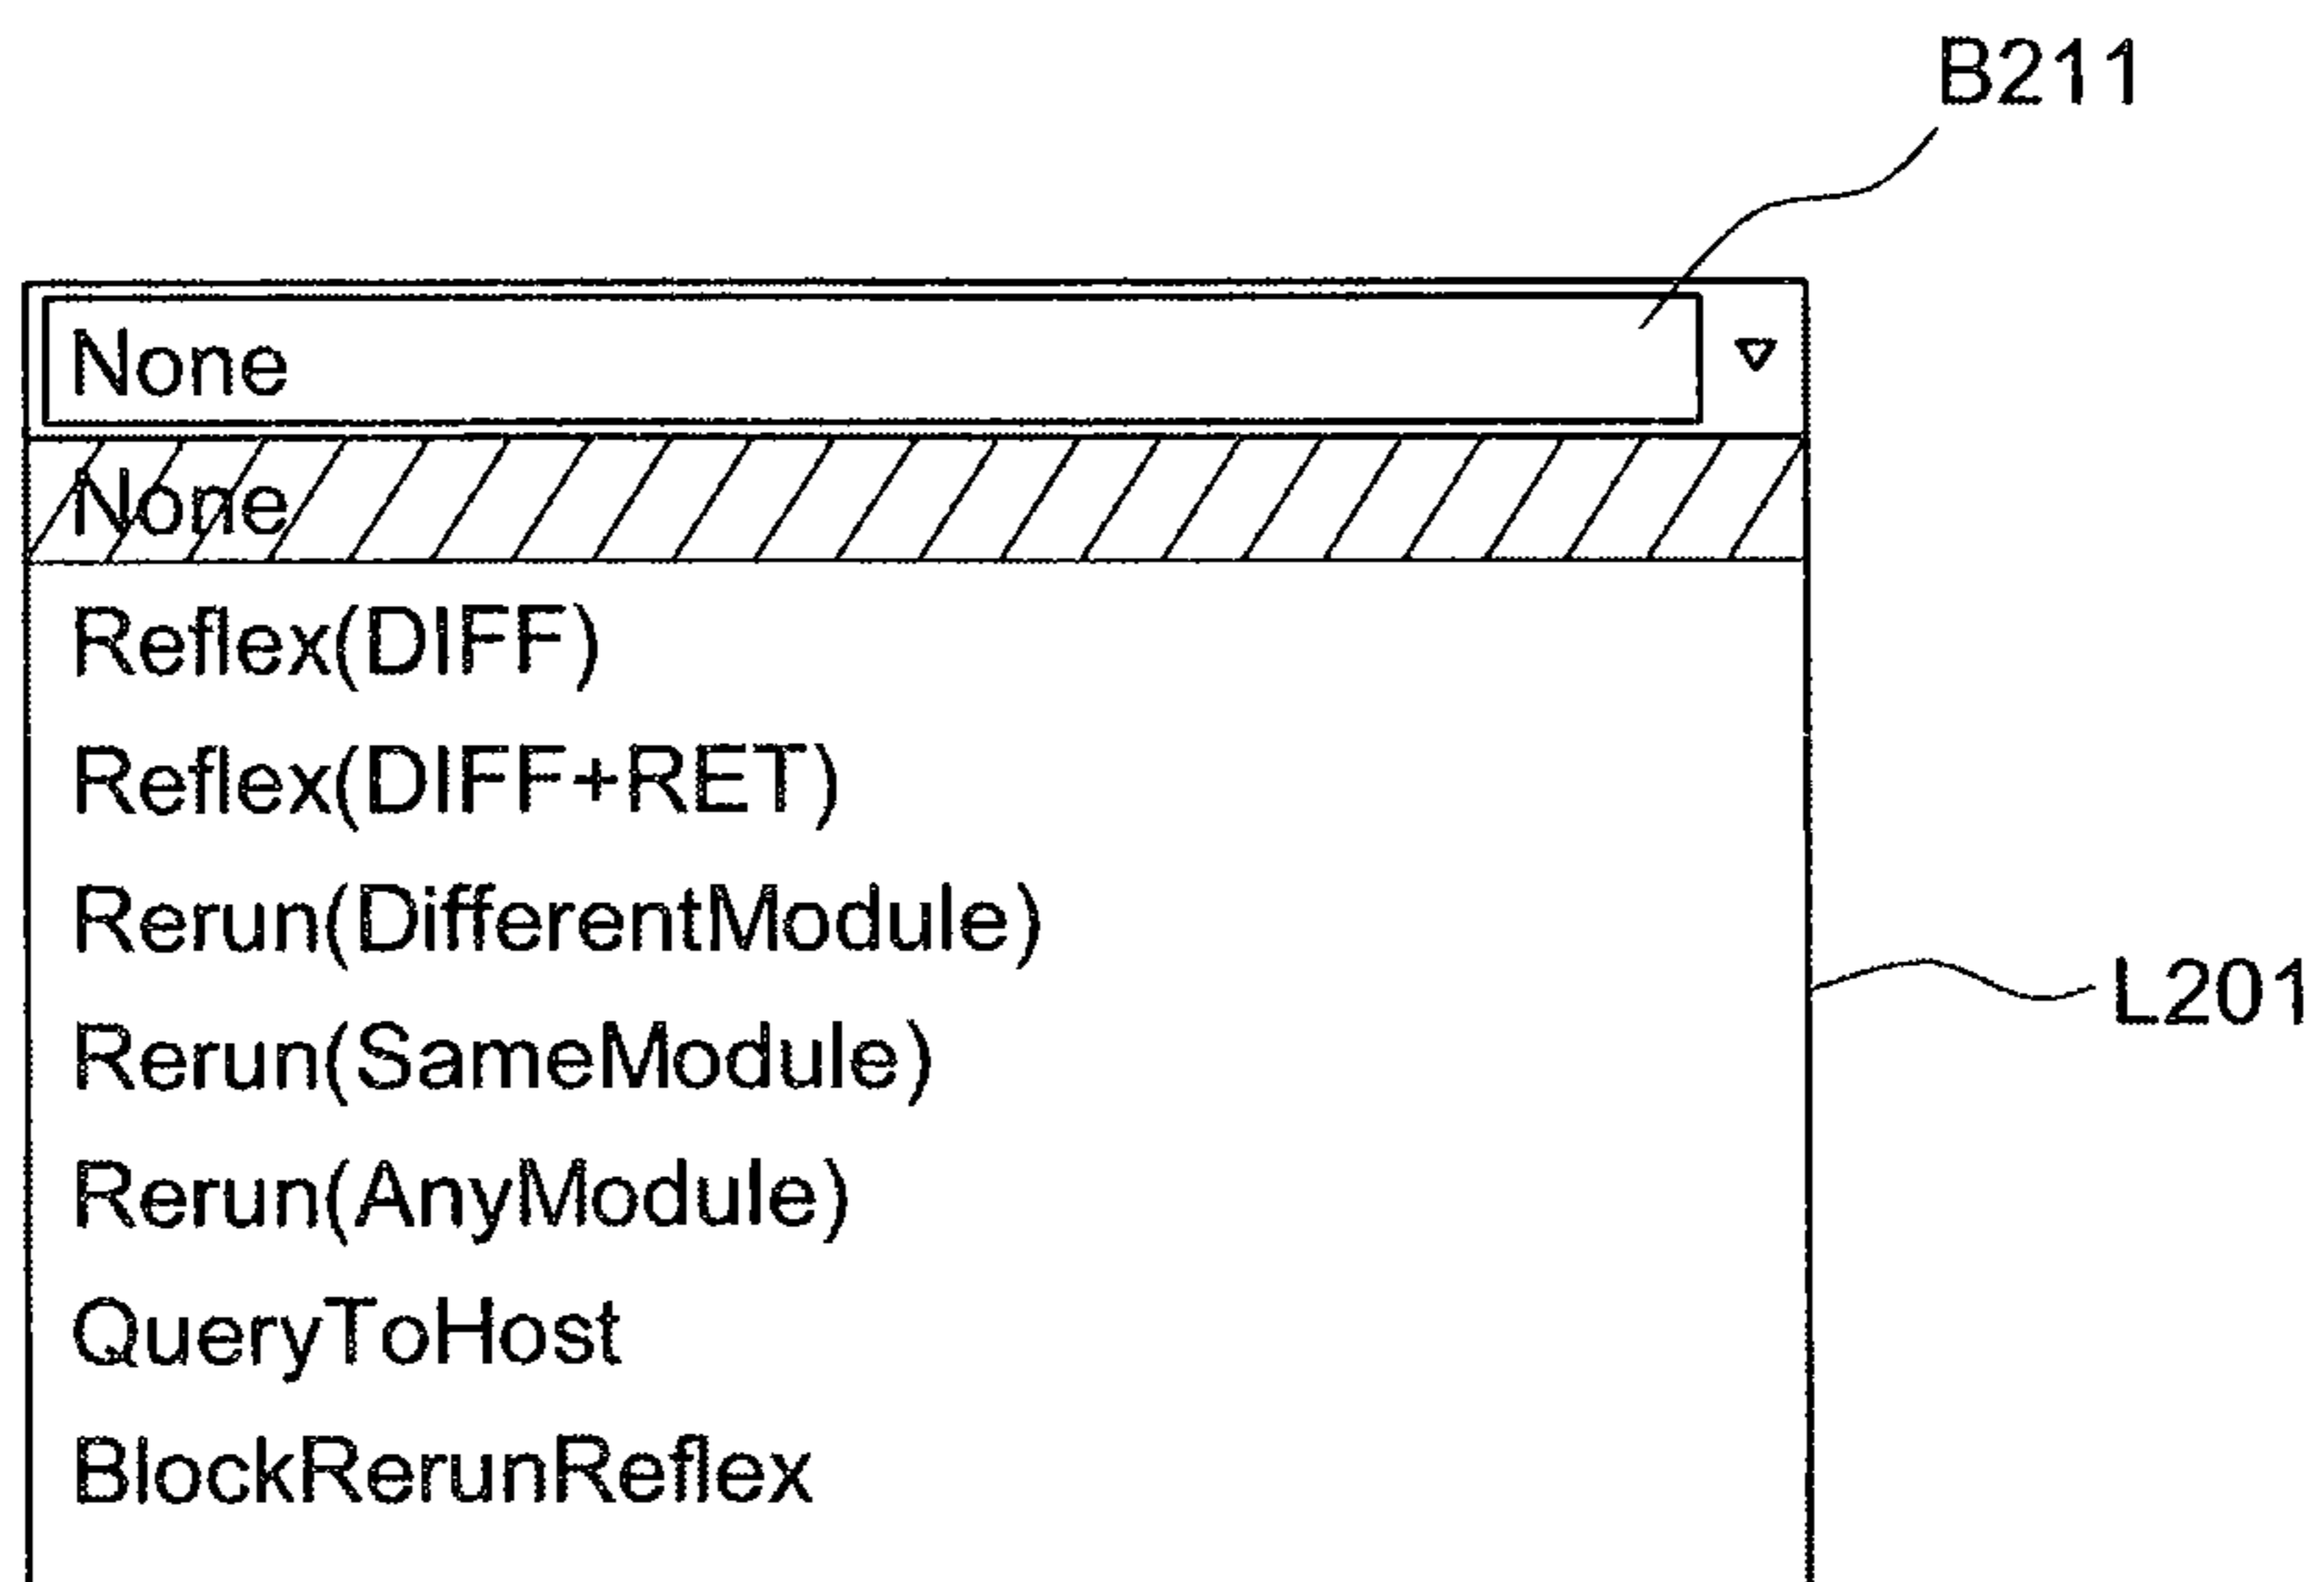 B211
None
None
Reflex(DIFF)
Reflex(DIFF+RET)
Rerun(DifferentModule)
L201
Rerun(SameModule)
Rerun(AnyModule)
QueryToHost
BlockRerunReflex